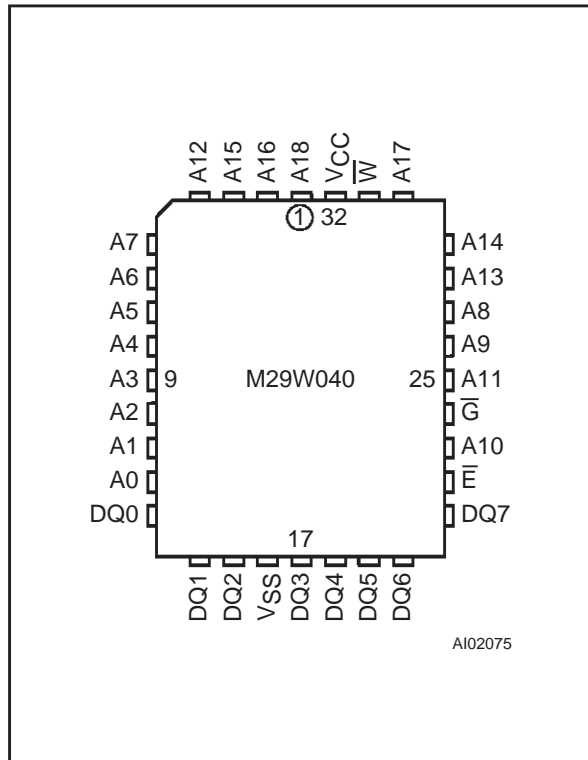 A12 A15 A16 A18 VCC W̅ A17
1 32
A7 A14
A6 A13
A5 A8
A4 A9
A3 9 M29W040 25 A11
A2 G̅
A1 A10
A0 E̅
DQ0 DQ7
17
DQ1 DQ2 VSS DQ3 DQ4 DQ5 DQ6
AI02075